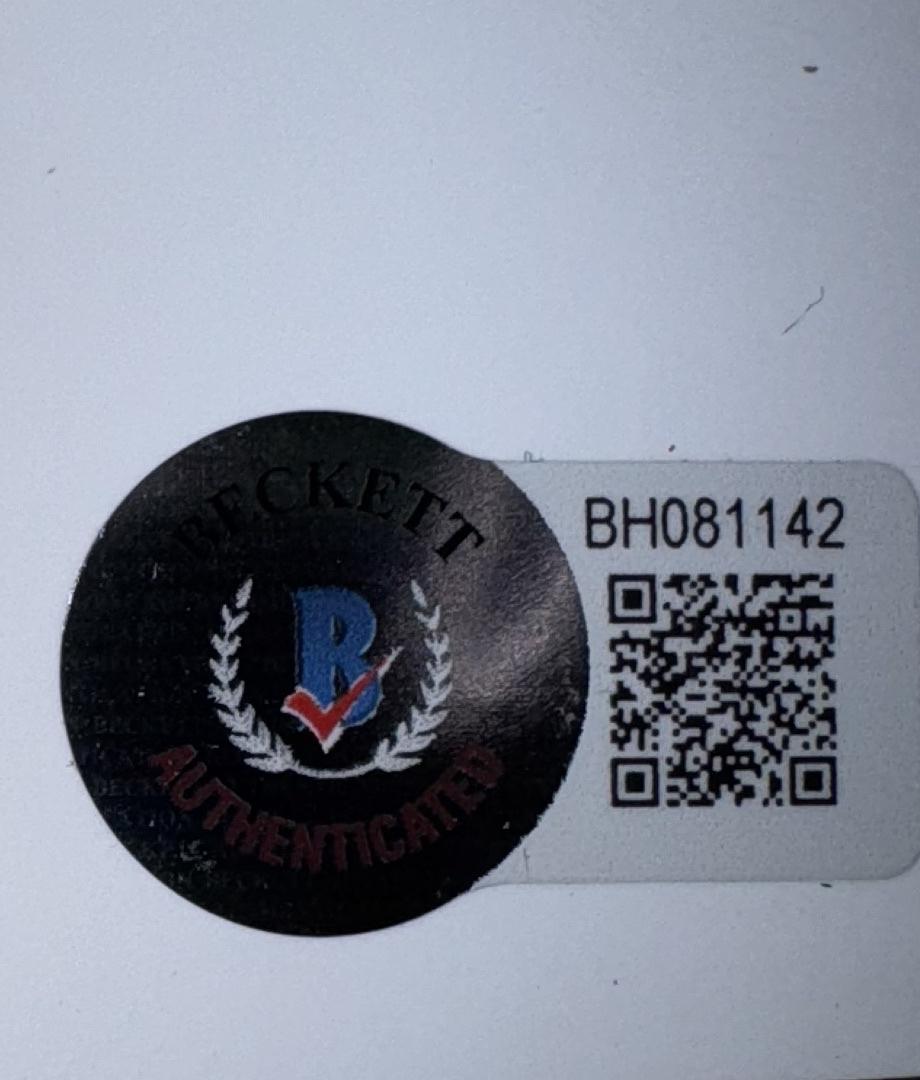 BECKETT
B
AUTHENTICATED
BH081142